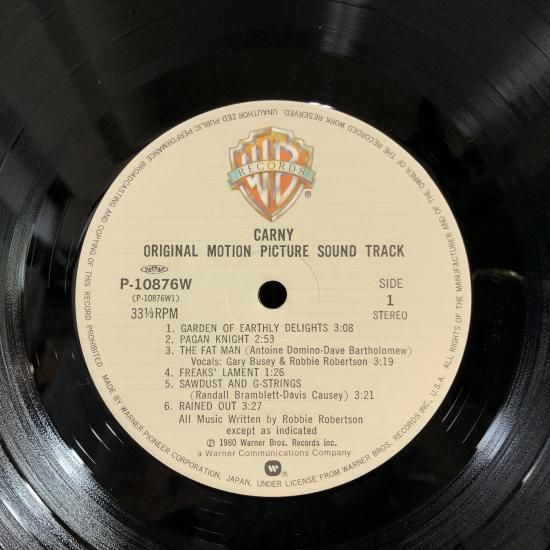 WB
RECORDS
®
CARNY
ORIGINAL MOTION PICTURE SOUND TRACK
P-10876W
(P-10876W1)
33⅓RPM
SIDE
1
STEREO
1. GARDEN OF EARTHLY DELIGHTS 3:08
2. PAGAN KNIGHT 2:53
3. THE FAT MAN (Antoine Domino-Dave Bartholomew)
Vocals: Gary Busey & Robbie Robertson 3:19
4. FREAKS' LAMENT 1:26
5. SAWDUST AND G-STRINGS
(Randall Bramblett-Davis Causey) 3:21
6. RAINED OUT 3:27
All Music Written by Robbie Robertson
except as indicated
℗ 1980 Warner Bros. Records Inc.
a Warner Communications Company
®
MADE BY WARNER-PIONEER CORPORATION, JAPAN, UNDER LICENSE FROM WARNER BROS. RECORDS INC., U.S.A. ALL RIGHTS OF THE MANUFACTURER AND OF THE OWNER OF THE RECORDED WORK RESERVED. UNAUTHORIZED PUBLIC PERFORMANCE BROADCASTING AND COPYING OF THIS RECORD PROHIBITED.